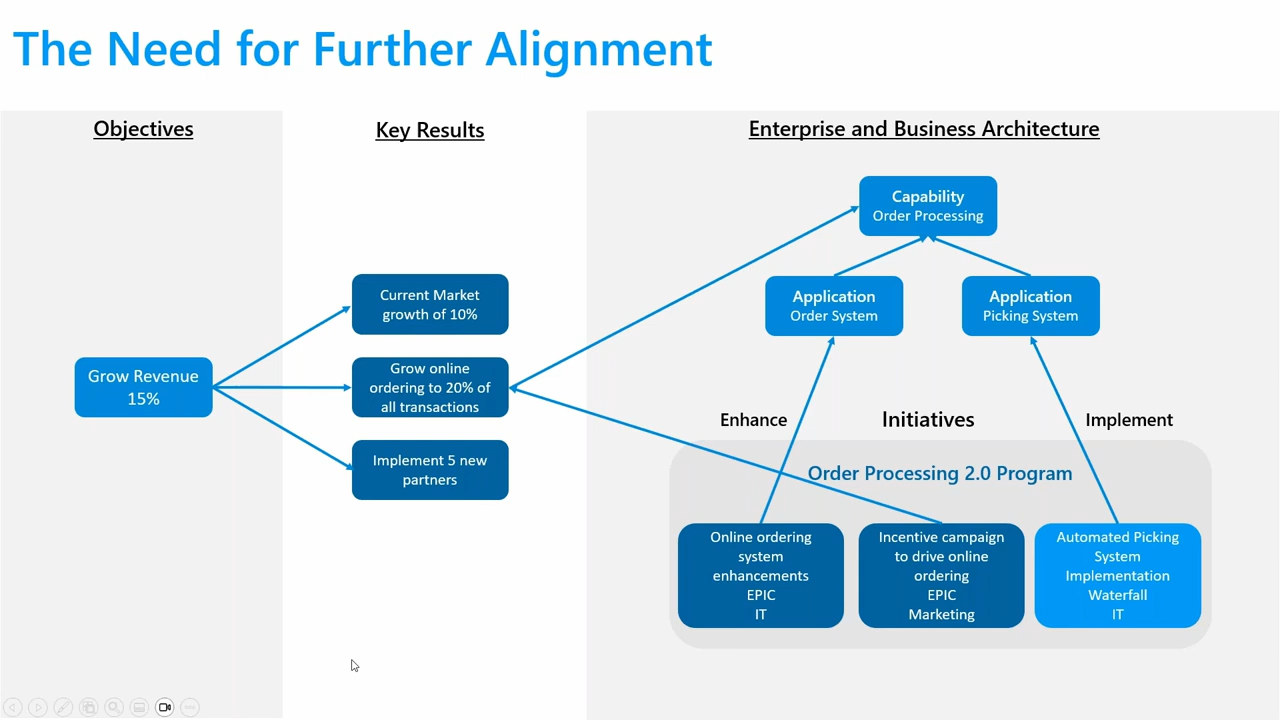 The Need for Further Alignment
Objectives
Key Results
Enterprise and Business Architecture
Capability
Order Processing
Current Market
growth of 10%
Application
Order System
Application
Picking System
Grow Revenue
15%
Grow online
ordering to 20% of
all transactions
Enhance
Initiatives
Implement
Implement 5 new
partners
Order Processing 2.0 Program
Online ordering
system
enhancements
EPIC
IT
Incentive campaign
to drive online
ordering
EPIC
Marketing
Automated Picking
System
Implementation
Waterfall
IT